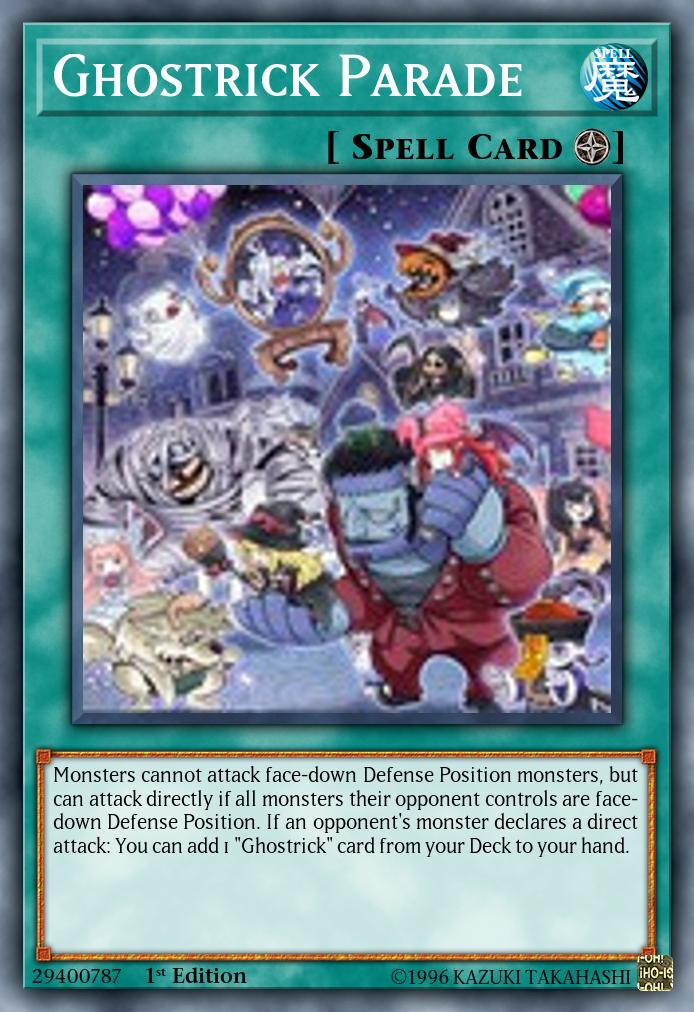 Ghostrick Parade
SPELL
魔
[ Spell Card ]
Monsters cannot attack face-down Defense Position monsters, but
can attack directly if all monsters their opponent controls are face-
down Defense Position. If an opponent's monster declares a direct
attack: You can add 1 "Ghostrick" card from your Deck to your hand.
29400787 1st Edition ©1996 KAZUKI TAKAHASHI